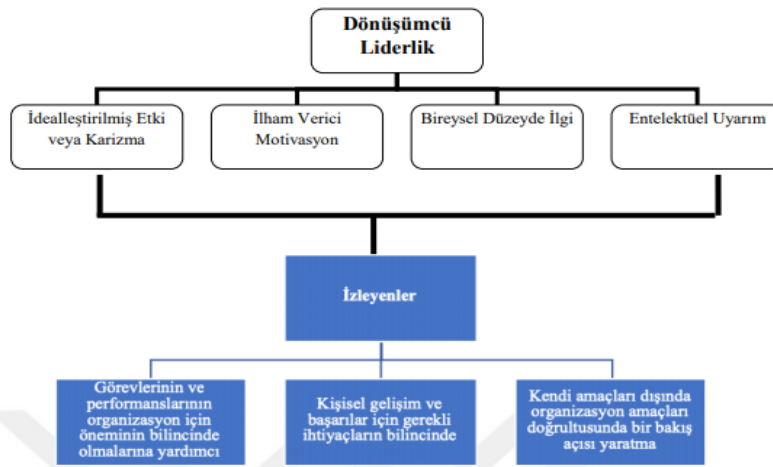 Dönüşümcü
Liderlik
İdealleştirilmiş Etki
veya Karizma
İlham Verici
Motivasyon
Bireysel Düzeyde İlgi
Entelektüel Uyarım
İzleyenler
Görevlerinin ve
performanslarının
organizasyon için
öneminin bilincinde
olmalarına yardımcı
Kişisel gelişim ve
başarılar için gerekli
ihtiyaçların bilincinde
Kendi amaçları dışında
organizasyon amaçları
doğrultusunda bir bakış
açısı yaratma